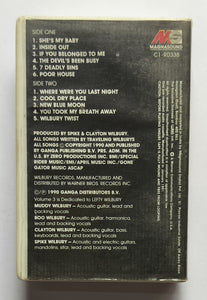 SIDE ONE
1. SHE'S MY BABY
2. INSIDE OUT
3. IF YOU BELONGED TO ME
4. THE DEVIL'S BEEN BUSY
5. 7 DEADLY SINS
6. POOR HOUSE
SIDE TWO
1. WHERE WERE YOU LAST NIGHT
2. COOL DRY PLACE
3. NEW BLUE MOON
4. YOU TOOK MY BREATH AWAY
5. WILBURY TWIST
PRODUCED BY SPIKE & CLAYTON WILBURY
ALL SONGS WRITTEN BY TRAVELING WILBURYS
ALL SONGS COPYRIGHT 1990 AND PUBLISHED
BY GANGA PUBLISHING B.V. PRS. ADM. IN THE
U.S. BY ZERO PRODUCTIONS INC. BMI/SPECIAL
RIDER MUSIC/BMI/APRIL MUSIC INC./GONE
GATOR MUSIC ASCAP
WILBURY RECORDS. MANUFACTURED AND
DISTRIBUTED BY WARNER BROS. RECORDS INC
1990 GANGA DISTRIBUTORS B.V.
Volume 3 is Dedicated to LEFTY WILBURY
MUDDY WILBURY – Acoustic guitar, lead and
backing vocals
BOO WILBURY – Acoustic guitar, harmonica,
lead and backing vocals
CLAYTON WILBURY – Acoustic guitar, bass,
keyboards, lead and backing vocals
SPIKE WILBURY – Acoustic and electric guitars,
mandolins, sitar, lead and backing vocals
MAGNASOUND